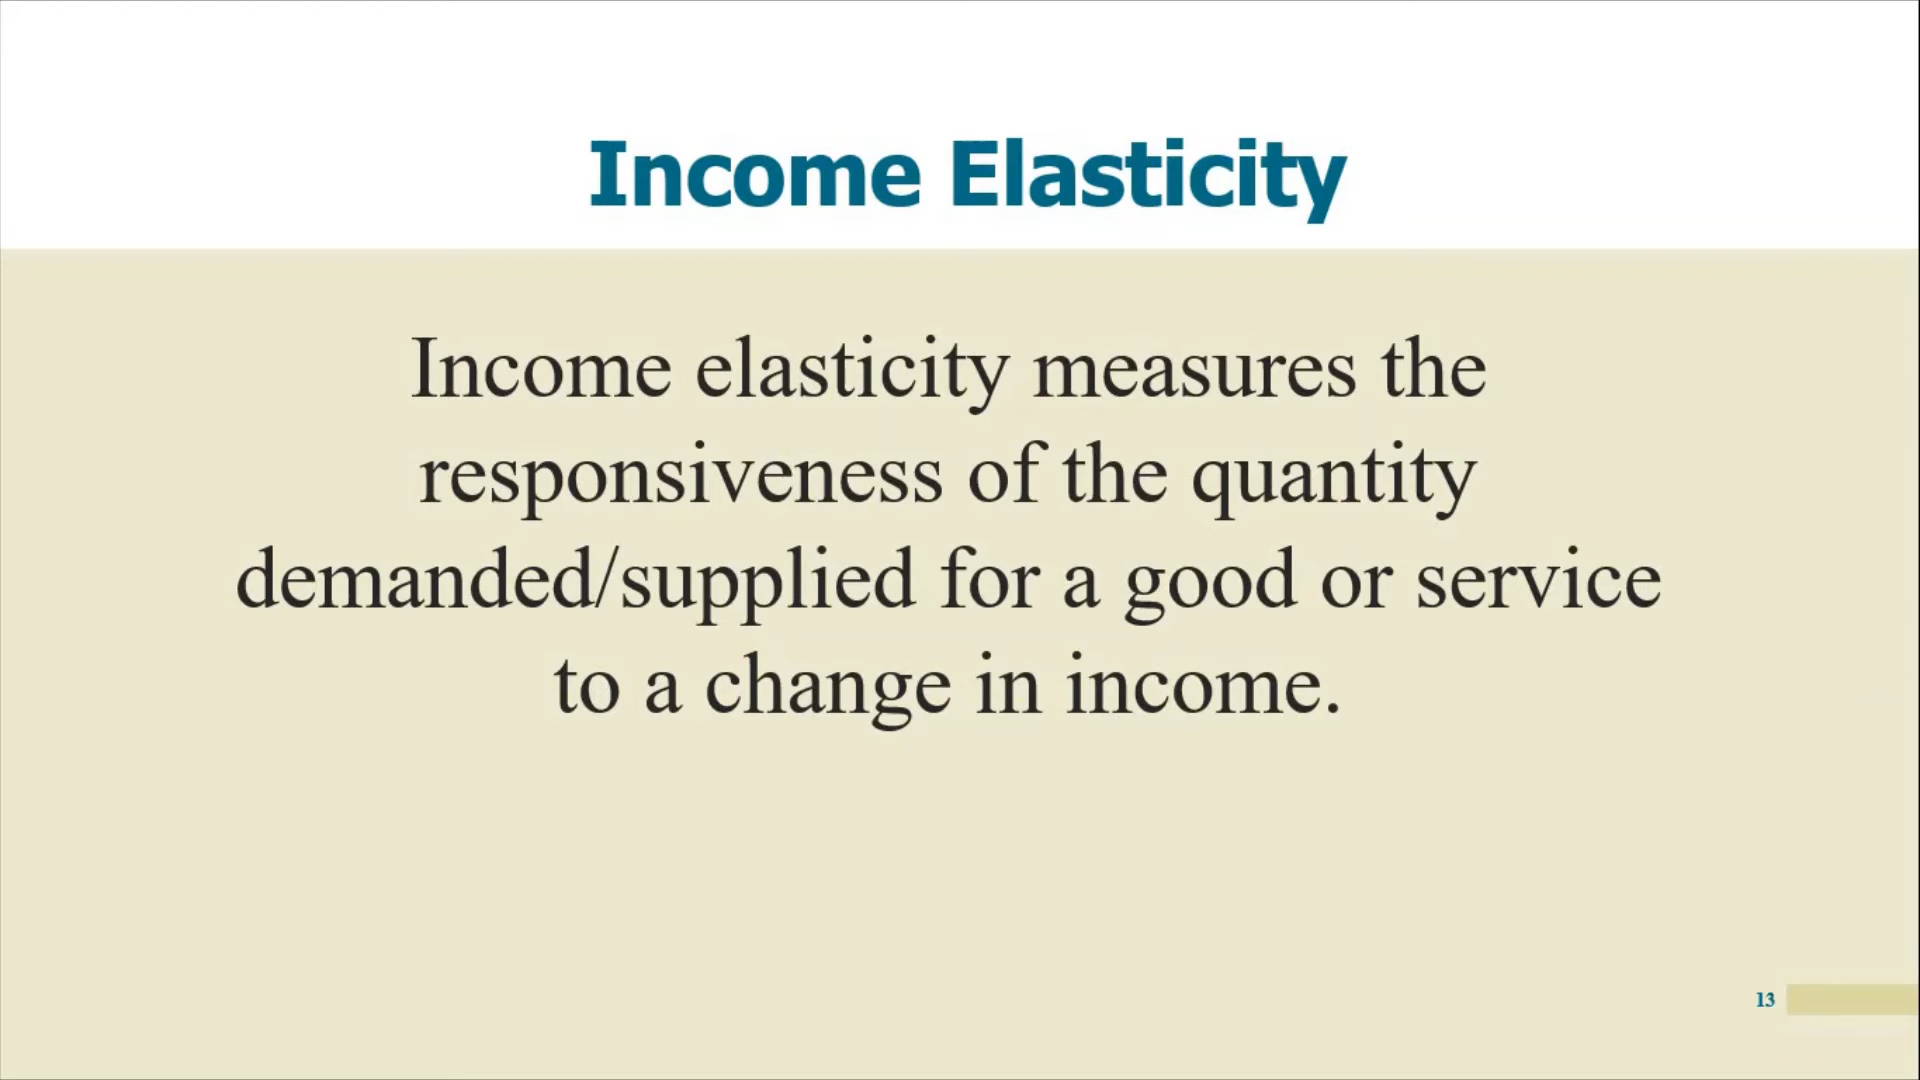 Income Elasticity
Income elasticity measures the
responsiveness of the quantity
demanded/supplied for a good or service
to a change in income.
13